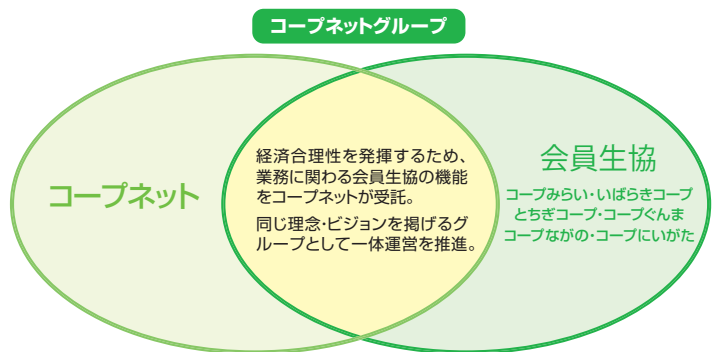 コープネットグループ
コープネット
経済合理性を発揮するため、
業務に関わる会員生協の機能
をコープネットが受託。
同じ理念・ビジョンを掲げるグ
ループとして一体運営を推進。
会員生協
コープみらい・いばらきコープ
とちぎコープ・コープぐんま
コープながの・コープにいがた